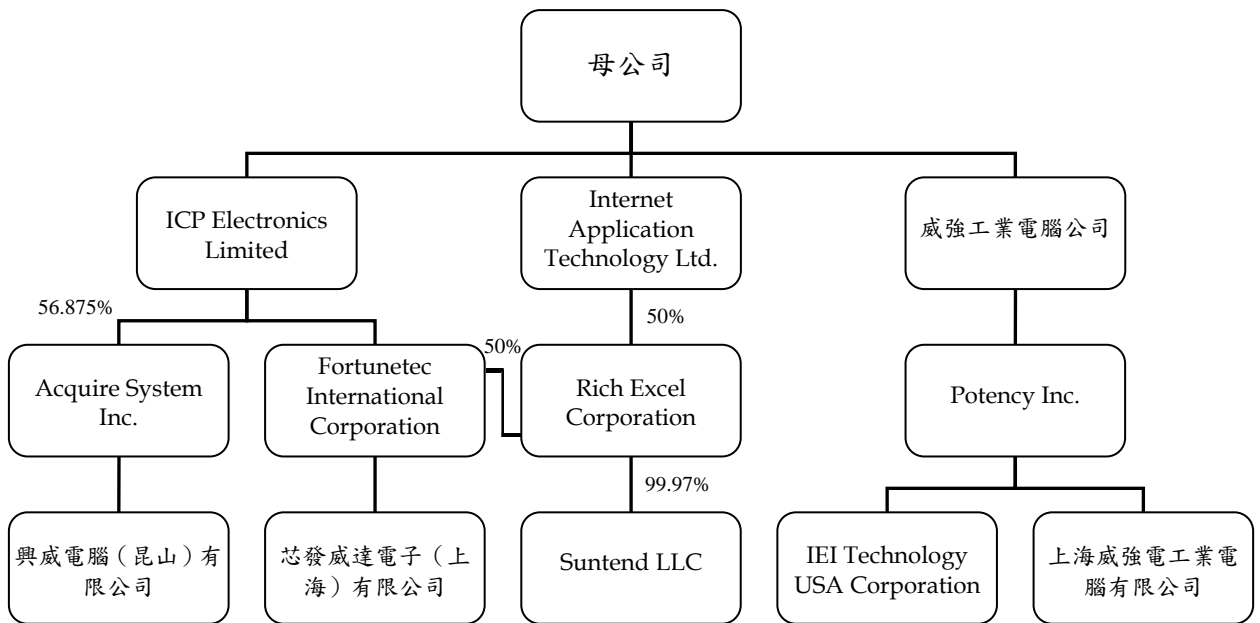 母公司
ICP Electronics
Limited
Internet
Application
Technology Ltd.
威強工業電腦公司
56.875%
50%
50%
Acquire System
Inc.
Fortunetec
International
Corporation
Rich Excel
Corporation
Potency Inc.
99.97%
興威電腦（昆山）有
限公司
芯發威達電子（上
海）有限公司
Suntend LLC
IEI Technology
USA Corporation
上海威強電工業電
腦有限公司